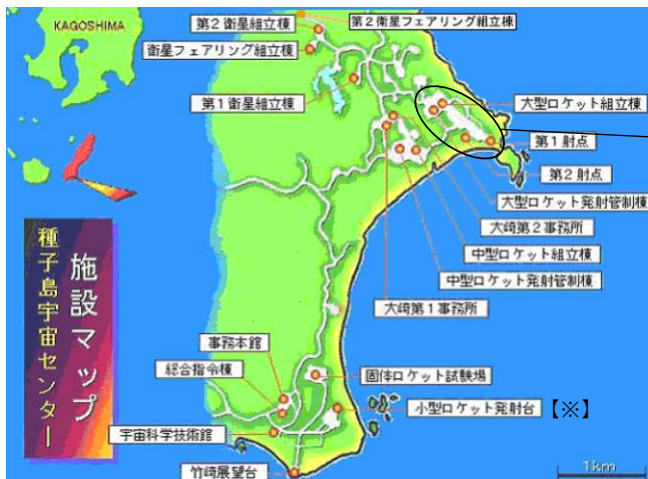 KAGOSHIMA
第2衛星組立棟
第2衛星フェアリング組立棟
衛星フェアリング組立棟
第1衛星組立棟
大型ロケット組立棟
第1射点
第2射点
大型ロケット発射管制棟
大崎第2事務所
中型ロケット組立棟
中型ロケット発射管制棟
大崎第1事務所
施設マップ
種子島宇宙センター
事務本館
総合指令棟
固体ロケット試験場
小型ロケット発射台【※】
宇宙科学技術館
竹崎展望台
1km